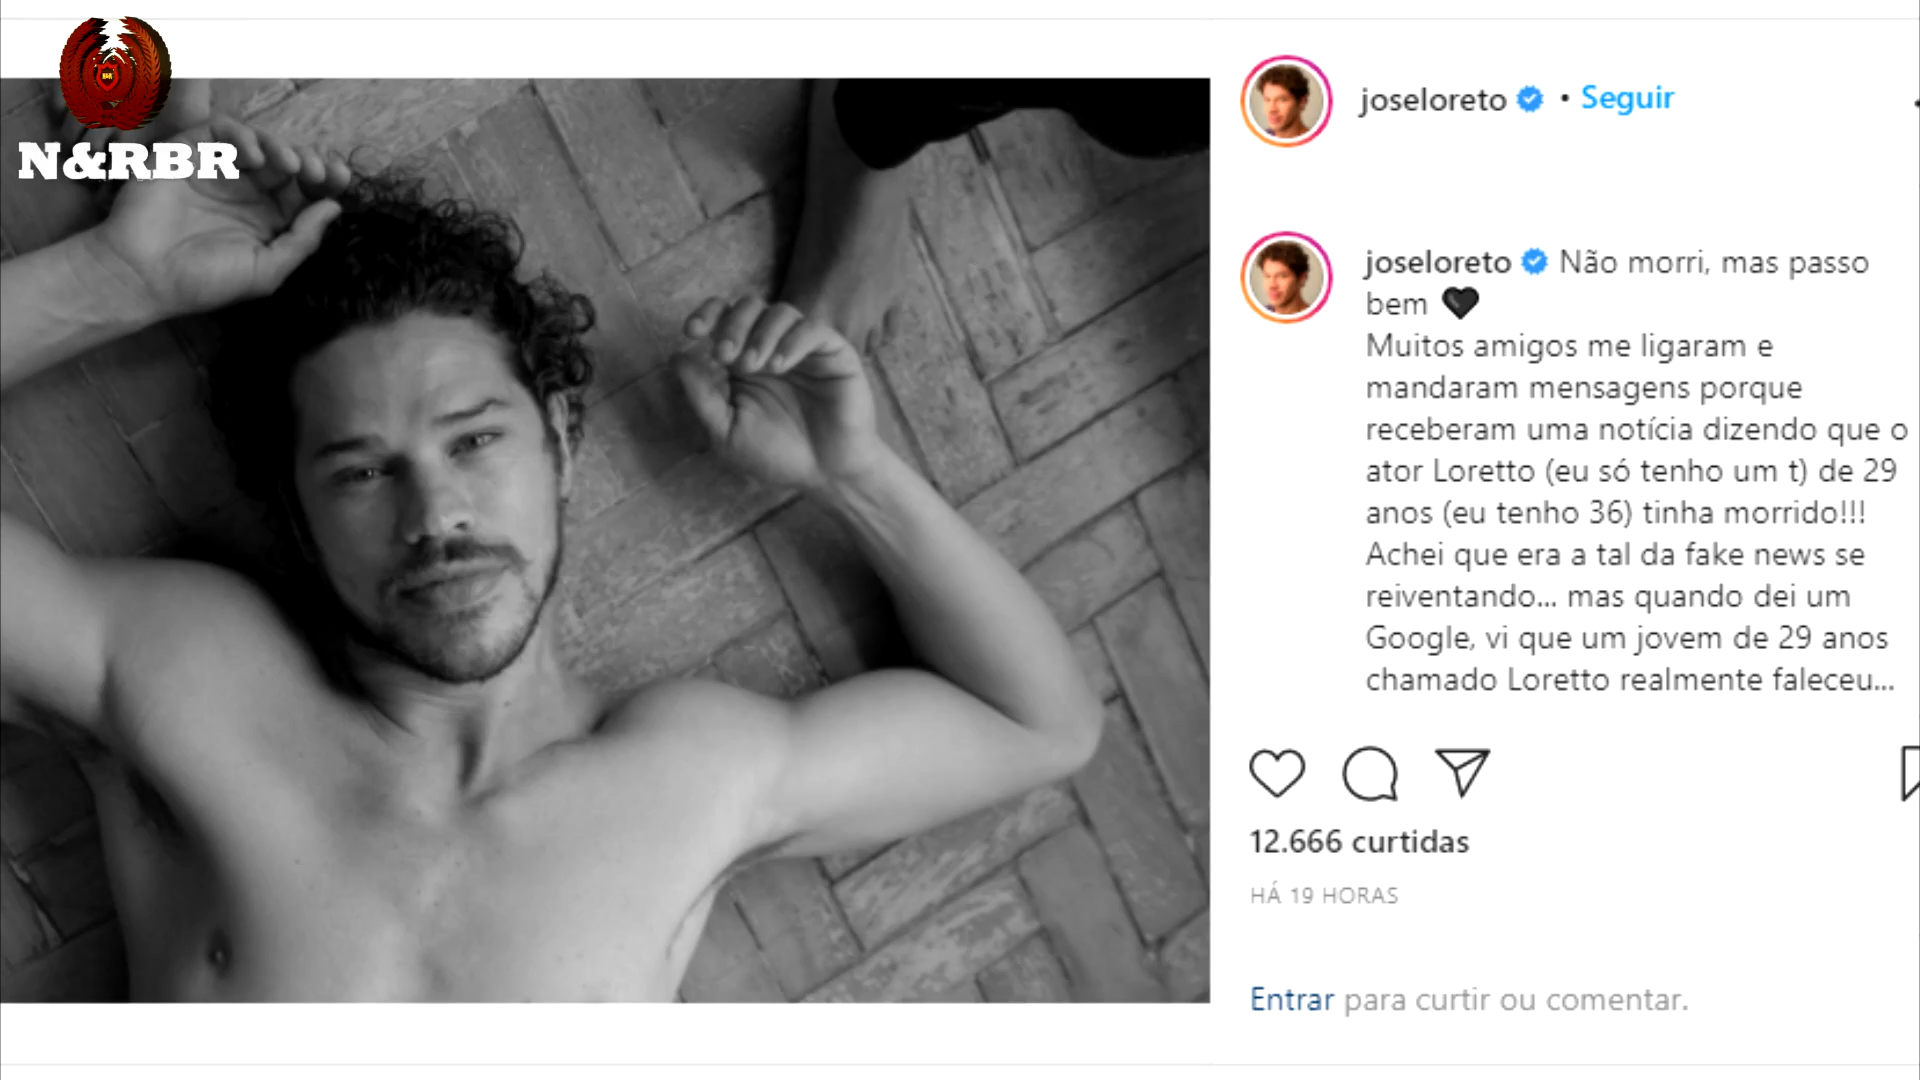 N&RBR
joseloreto • Seguir
joseloreto Não morri, mas passo
bem 🖤
Muitos amigos me ligaram e
mandaram mensagens porque
receberam uma notícia dizendo que o
ator Loretto (eu só tenho um t) de 29
anos (eu tenho 36) tinha morrido!!!
Achei que era a tal da fake news se
reiventando... mas quando dei um
Google, vi que um jovem de 29 anos
chamado Loretto realmente faleceu...
12.666 curtidas
HÁ 19 HORAS
Entrar para curtir ou comentar.